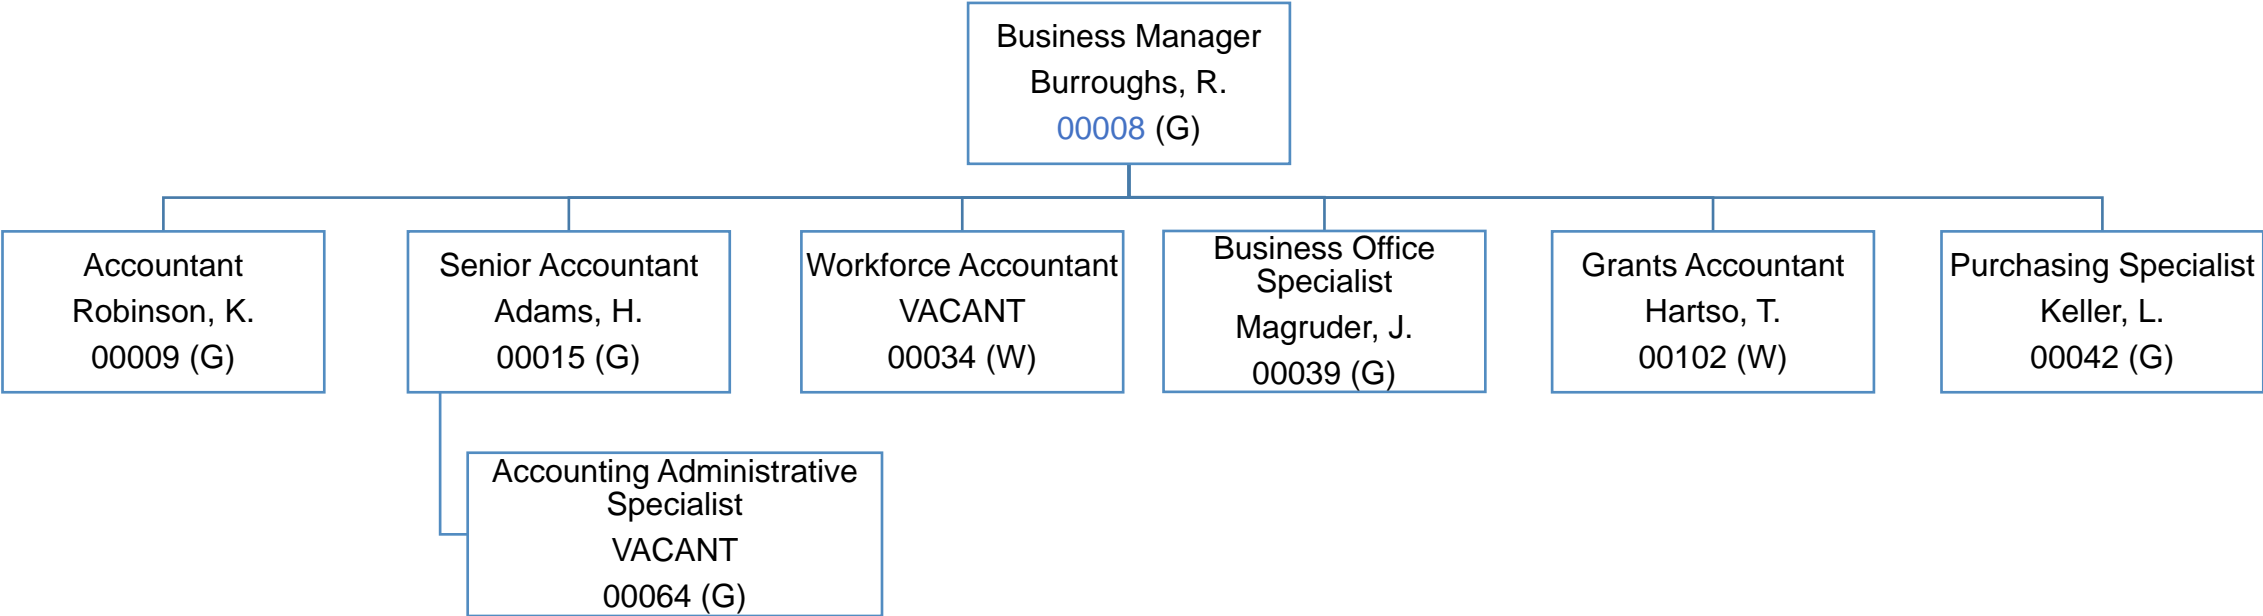 Business Manager
Burroughs, R.
00008 (G)
Accountant
Robinson, K.
00009 (G)
Senior Accountant
Adams, H.
00015 (G)
Workforce Accountant
VACANT
00034 (W)
Business Office
Specialist
Magruder, J.
00039 (G)
Grants Accountant
Hartso, T.
00102 (W)
Purchasing Specialist
Keller, L.
00042 (G)
Accounting Administrative
Specialist
VACANT
00064 (G)